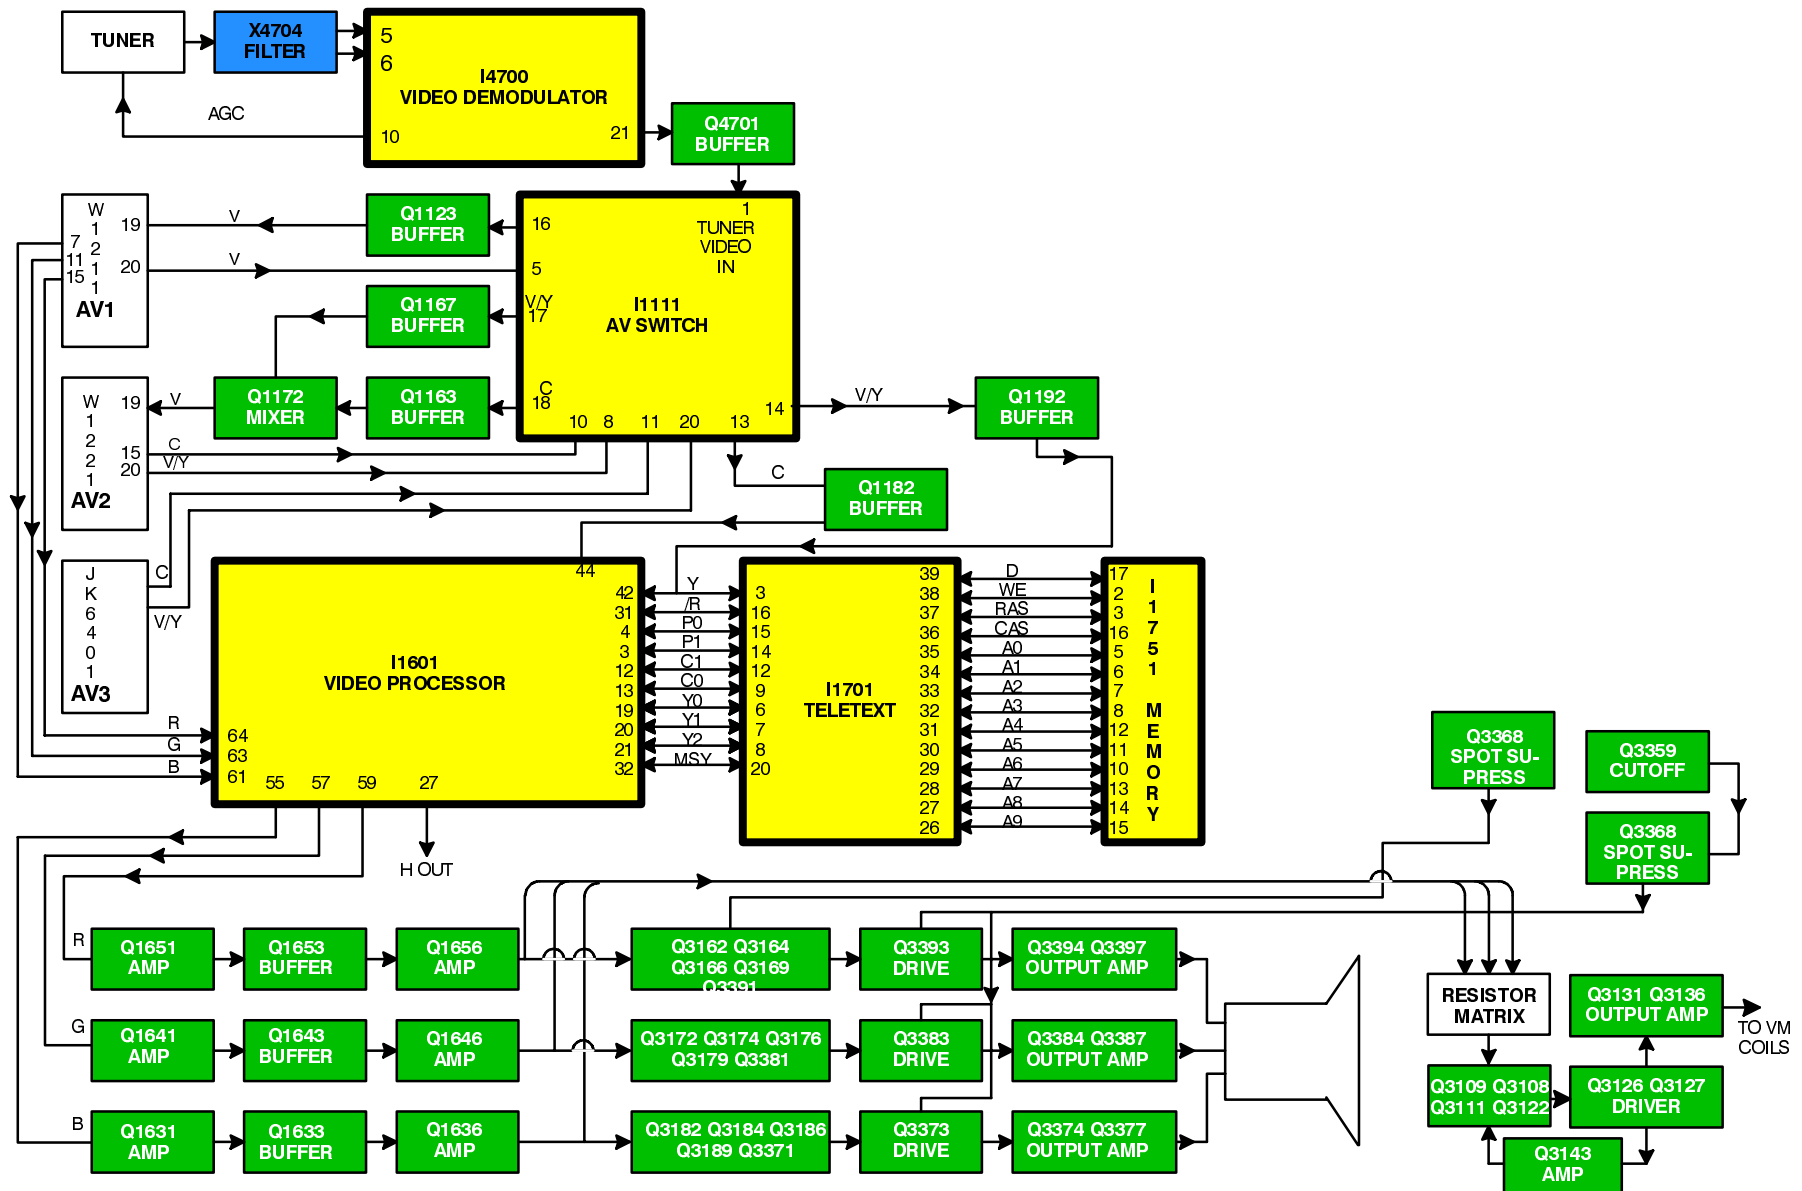 TUNER
X4704
FILTER
5
6
I4700
VIDEO DEMODULATOR
10
21
AGC
Q4701
BUFFER
W
1
2
1
1
AV1
19
7
11
15
20
V
V
Q1123
BUFFER
16
5
1
TUNER
VIDEO
IN
I1111
AV SWITCH
V/Y
17
Q1167
BUFFER
C
18
10
8
11
20
13
14
V/Y
Q1192
BUFFER
W
1
2
2
1
AV2
19
15
20
V
C
V/Y
Q1172
MIXER
Q1163
BUFFER
C
Q1182
BUFFER
J
K
6
4
0
1
AV3
C
V/Y
R
G
B
44
I1601
VIDEO PROCESSOR
64
63
61
55
57
59
27
42
31
4
3
12
13
19
20
21
32
Y
/R
P0
P1
C1
C0
Y0
Y1
Y2
MSY
3
16
15
14
12
9
6
7
8
20
I1701
TELETEXT
39
38
37
36
35
34
33
32
31
30
29
28
27
26
D
WE
RAS
CAS
A0
A1
A2
A3
A4
A5
A6
A7
A8
A9
17
2
3
16
5
6
7
8
12
11
10
13
14
15
I
1
7
5
1
M
E
M
O
R
Y
H OUT
Q3368
SPOT SU-
PRESS
Q3359
CUTOFF
Q3368
SPOT SU-
PRESS
R
Q1651
AMP
Q1653
BUFFER
Q1656
AMP
Q3162 Q3164
Q3166 Q3169
Q3391
Q3393
DRIVE
Q3394 Q3397
OUTPUT AMP
G
Q1641
AMP
Q1643
BUFFER
Q1646
AMP
Q3172 Q3174 Q3176
Q3179 Q3381
Q3383
DRIVE
Q3384 Q3387
OUTPUT AMP
B
Q1631
AMP
Q1633
BUFFER
Q1636
AMP
Q3182 Q3184 Q3186
Q3189 Q3371
Q3373
DRIVE
Q3374 Q3377
OUTPUT AMP
RESISTOR
MATRIX
Q3131 Q3136
OUTPUT AMP
TO VM
COILS
Q3109 Q3108
Q3111 Q3122
Q3126 Q3127
DRIVER
Q3143
AMP